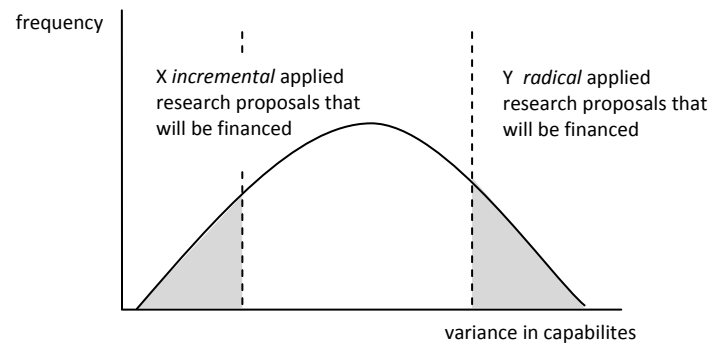 frequency
X incremental applied
research proposals that
will be financed
Y radical applied
research proposals that
will be financed
variance in capabilites